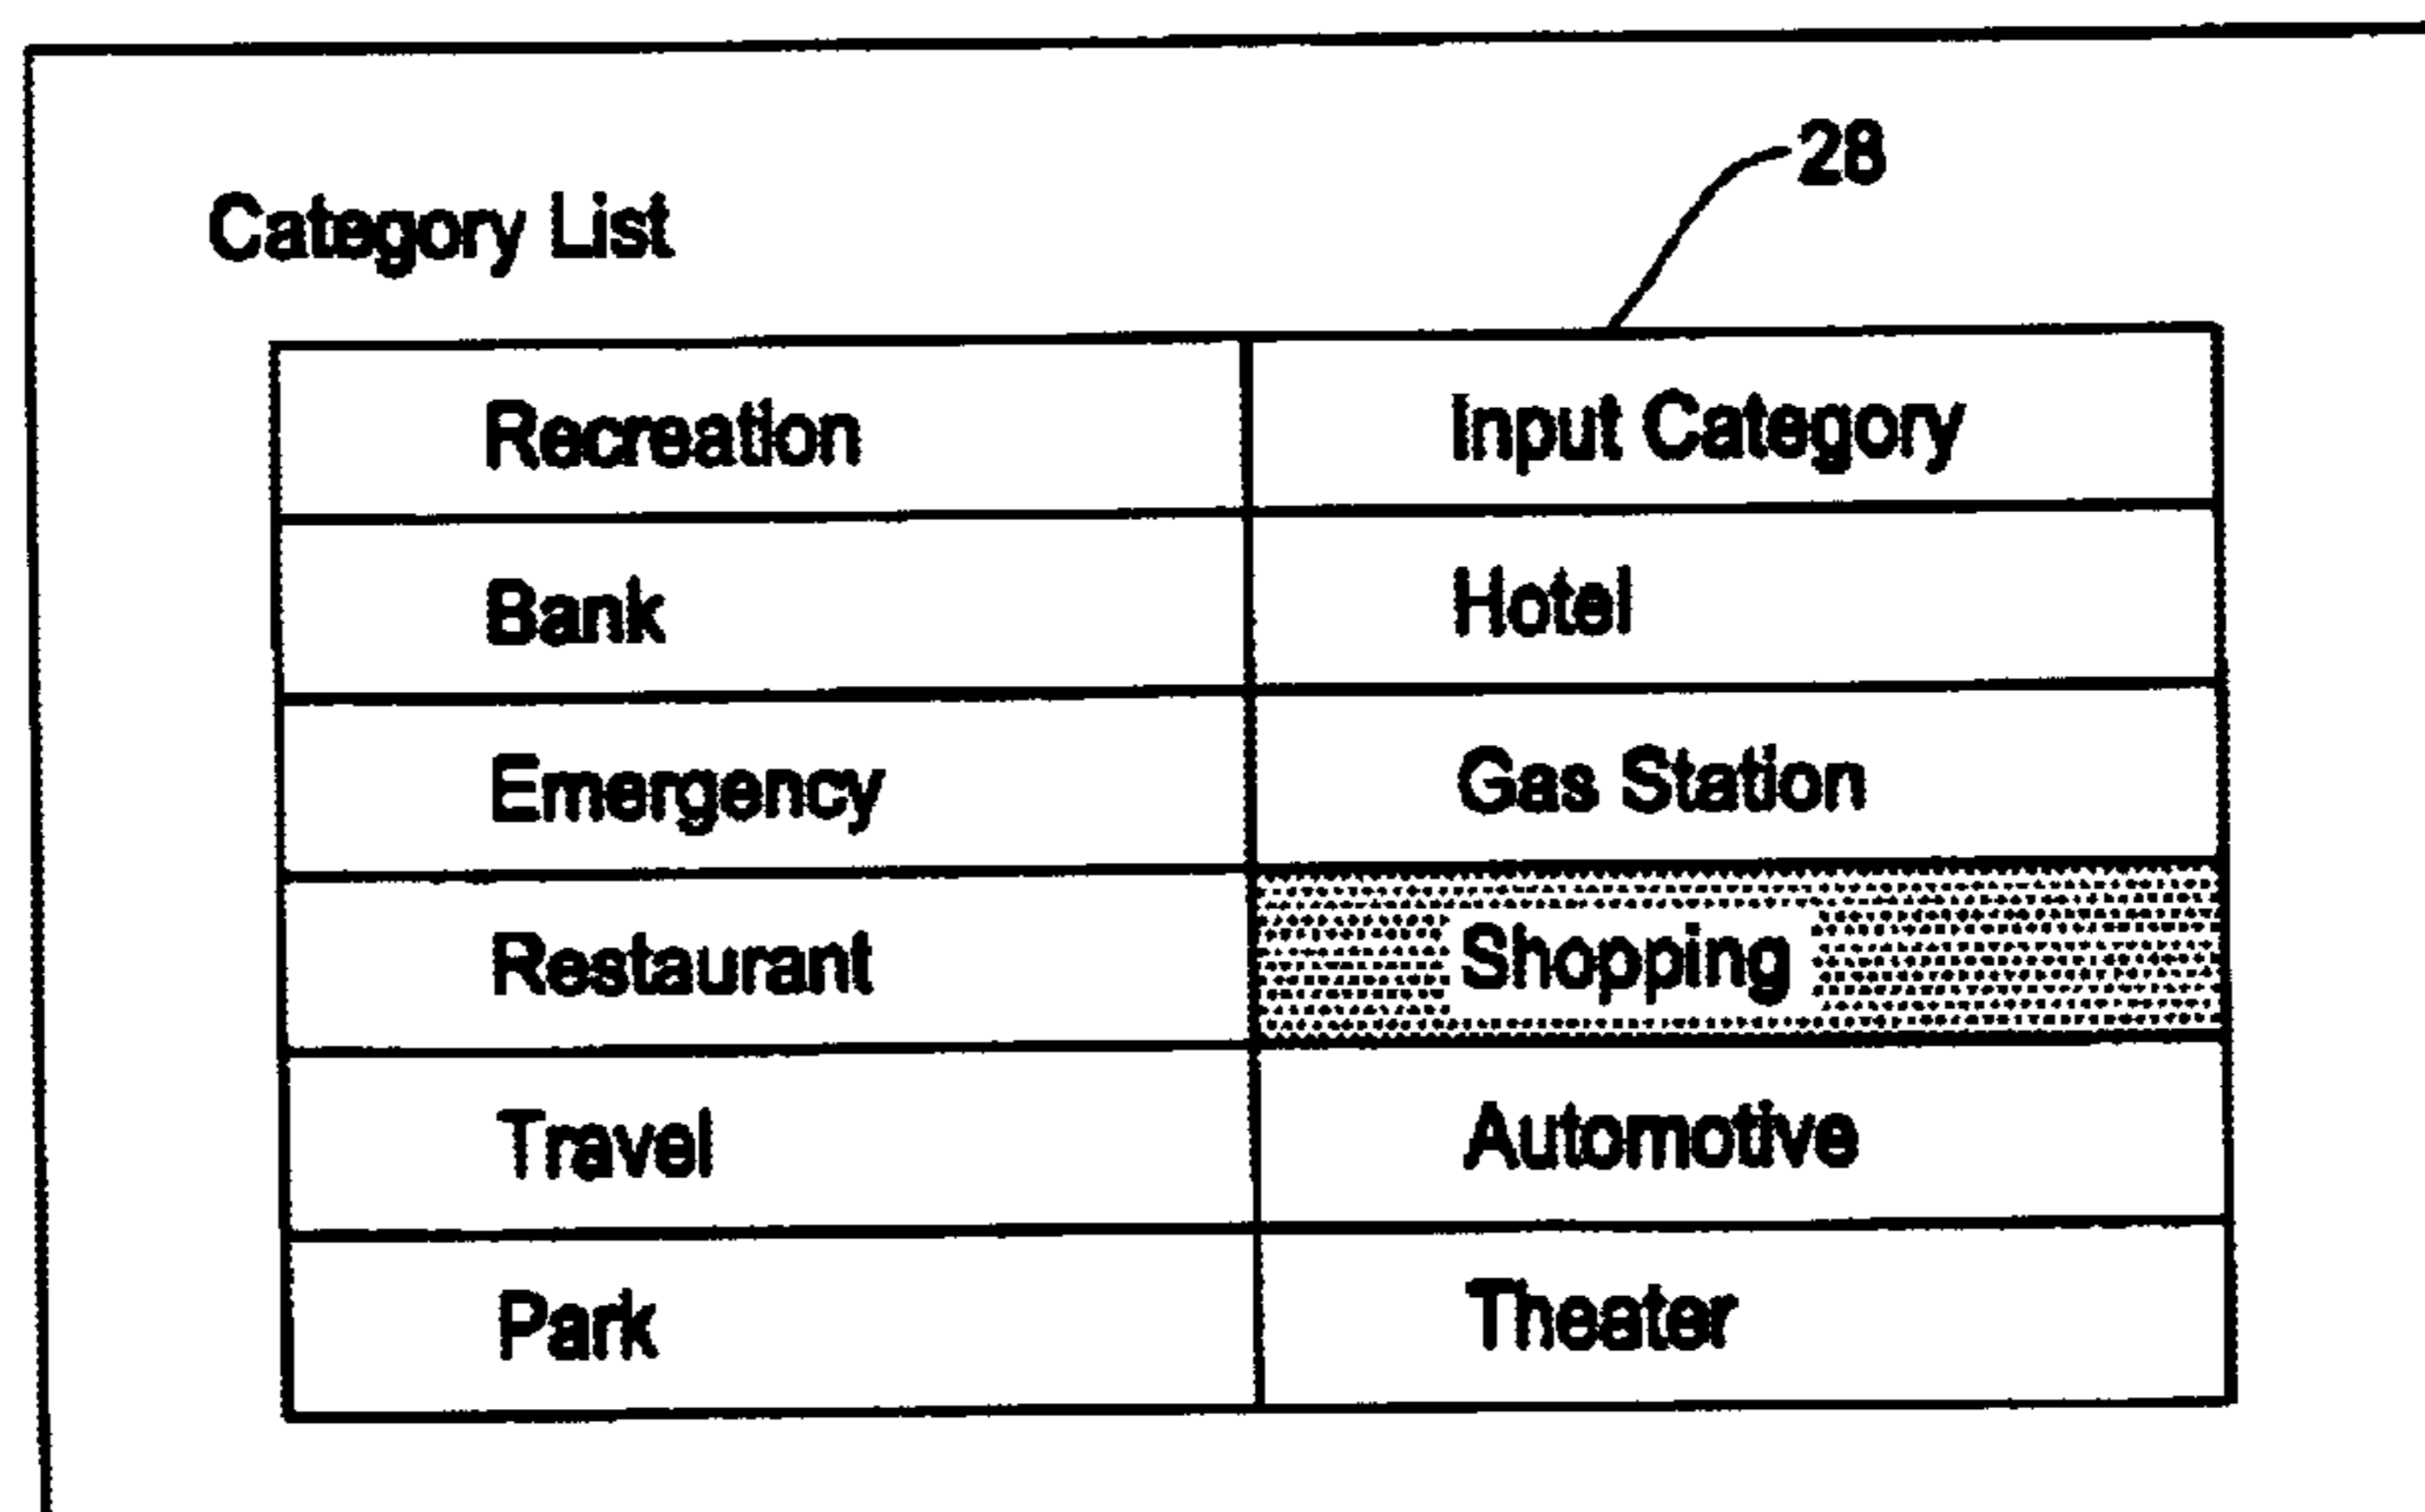 28
Category List
Recreation Input Category
Bank Hotel
Emergency Gas Station
Restaurant Shopping
Travel Automotive
Park Theater